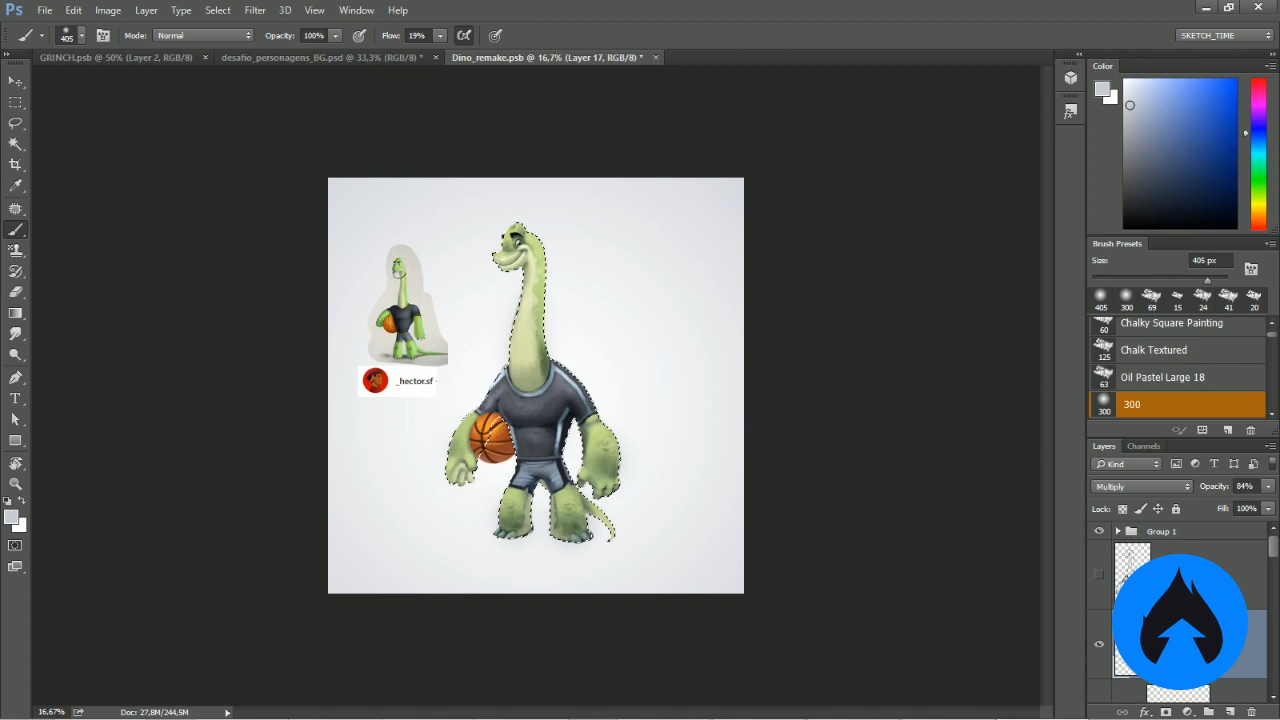 Ps File Edit Image Layer Type Select Filter 3D View Window Help
405 Mode: Normal Opacity: 100% Flow: 19% SKETCH_TIME
GRINCH.psb @ 50% (Layer 2, RGB/8) × desafio_personagens_BG.psd @ 33,3% (RGB/8) * × Dino_remake.psb @ 16,7% (Layer 17, RGB/8) * ×
Color
Brush Presets
Size: 405 px
405 300 69 15 24 41 20
60 Chalky Square Painting
125 Chalk Textured
63 Oil Pastel Large 18
300 300
_hector.sf
Layers Channels
Kind
Multiply Opacity: 84%
Lock: Fill: 100%
Group 1
fx
16,67% Doc: 27,8M/244,5M